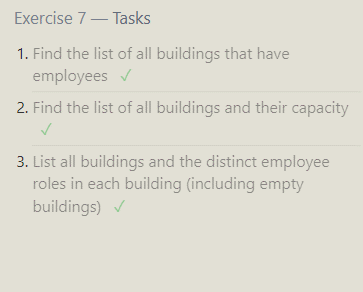 Exercise 7 — Tasks
1. Find the list of all buildings that have
employees ✓
2. Find the list of all buildings and their capacity
✓
3. List all buildings and the distinct employee
roles in each building (including empty
buildings) ✓